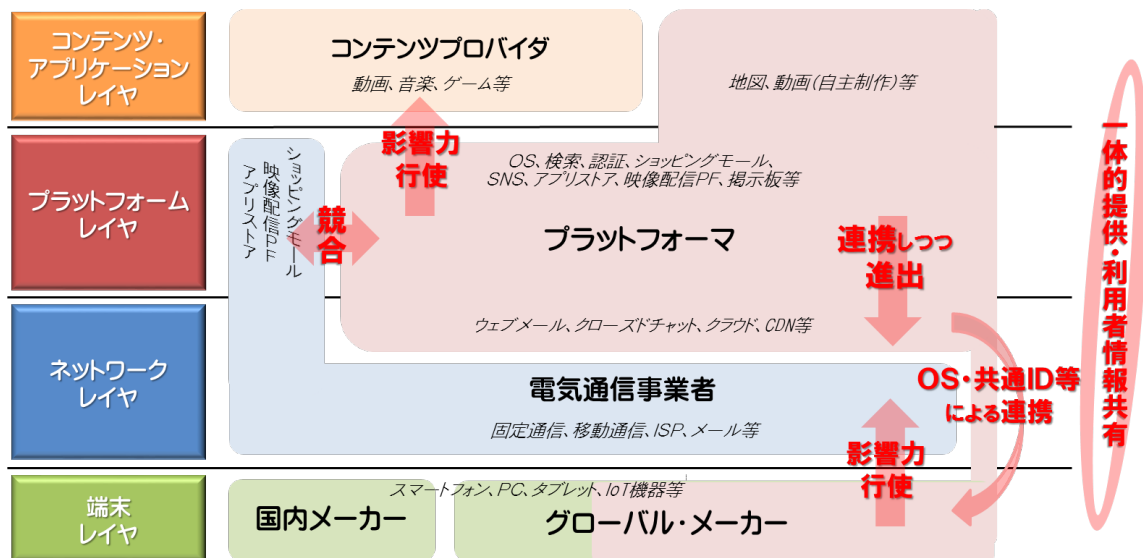 コンテンツ・
アプリケーション
レイヤ
コンテンツプロバイダ
動画、音楽、ゲーム等
地図、動画(自主制作)等
影響力
行使
プラットフォーム
レイヤ
ショッピングモール
映像配信PF
アプリストア
競合
OS、検索、認証、ショッピングモール、
SNS、アプリストア、映像配信PF、掲示板等
プラットフォーマ
連携しつつ
進出
ウェブメール、クローズドチャット、クラウド、CDN等
ネットワーク
レイヤ
電気通信事業者
固定通信、移動通信、ISP、メール等
OS・共通ID等
による連携
影響力
行使
端末
レイヤ
スマートフォン、PC、タブレット、IoT機器等
国内メーカー
グローバル・メーカー
一体的提供・利用者情報共有